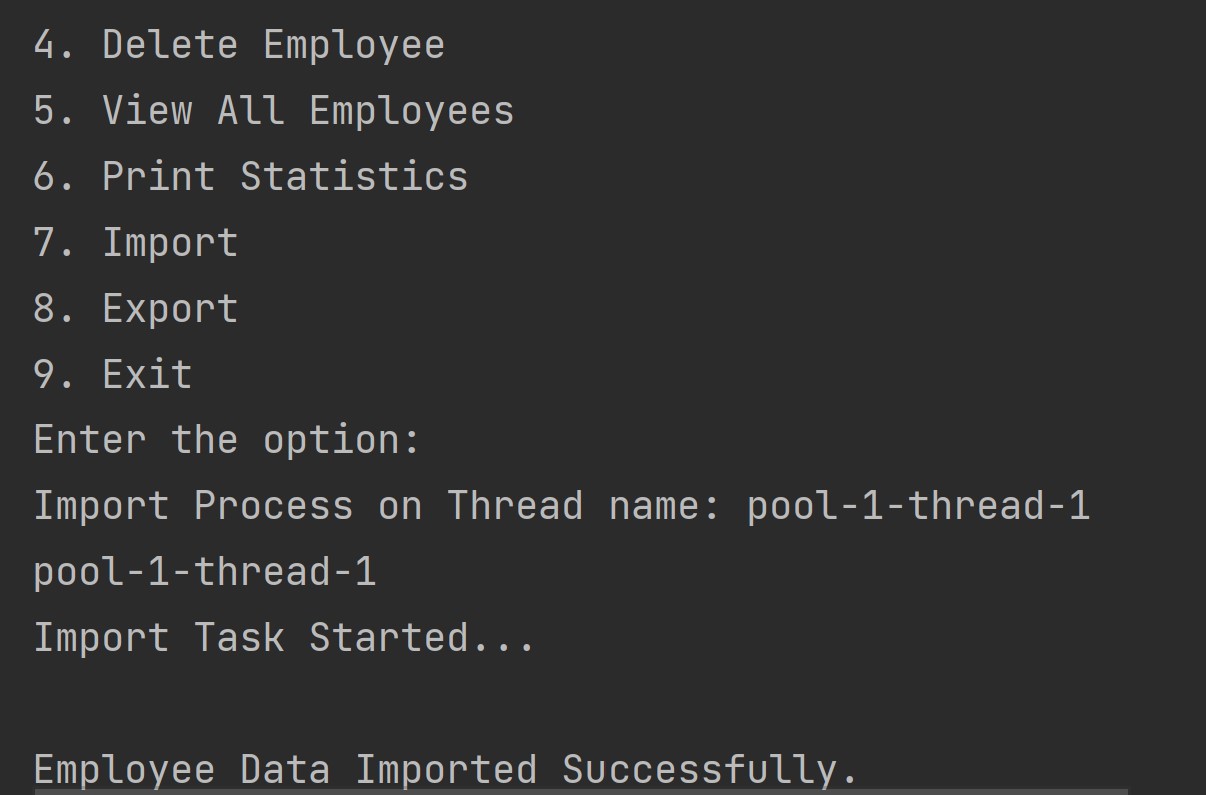 4. Delete Employee
5. View All Employees
6. Print Statistics
7. Import
8. Export
9. Exit
Enter the option:
Import Process on Thread name: pool-1-thread-1
pool-1-thread-1
Import Task Started...
Employee Data Imported Successfully.